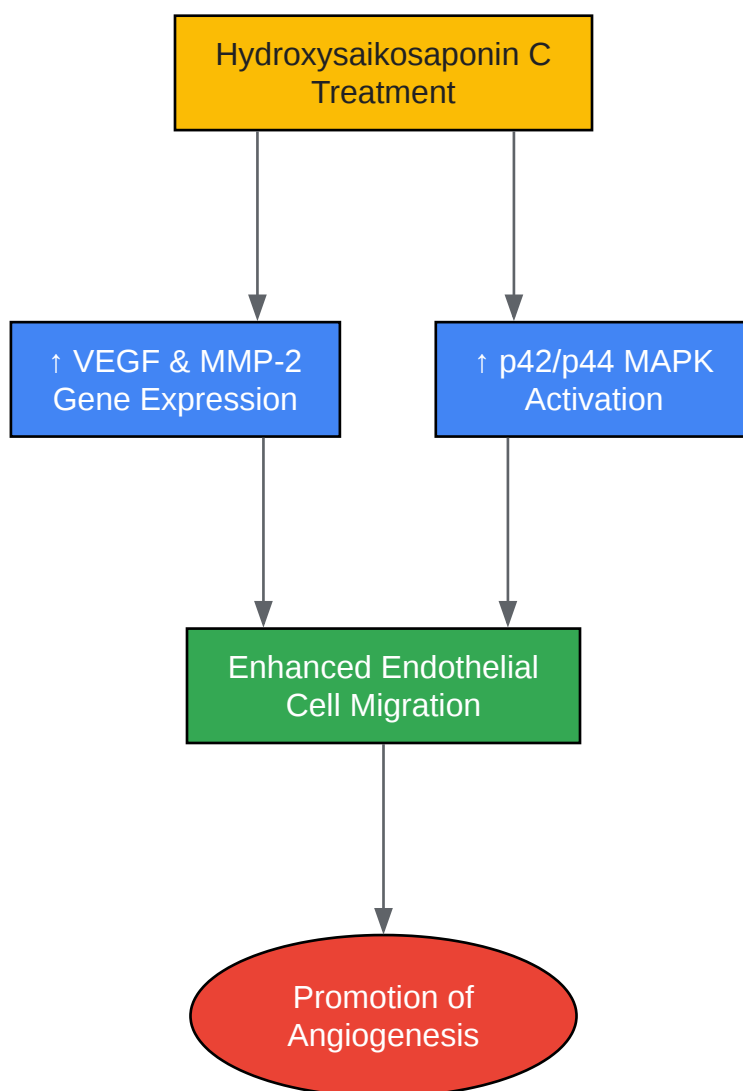 Hydroxysaikosaponin C
Treatment
↑ VEGF & MMP-2
Gene Expression
↑ p42/p44 MAPK
Activation
Enhanced Endothelial
Cell Migration
Promotion of
Angiogenesis